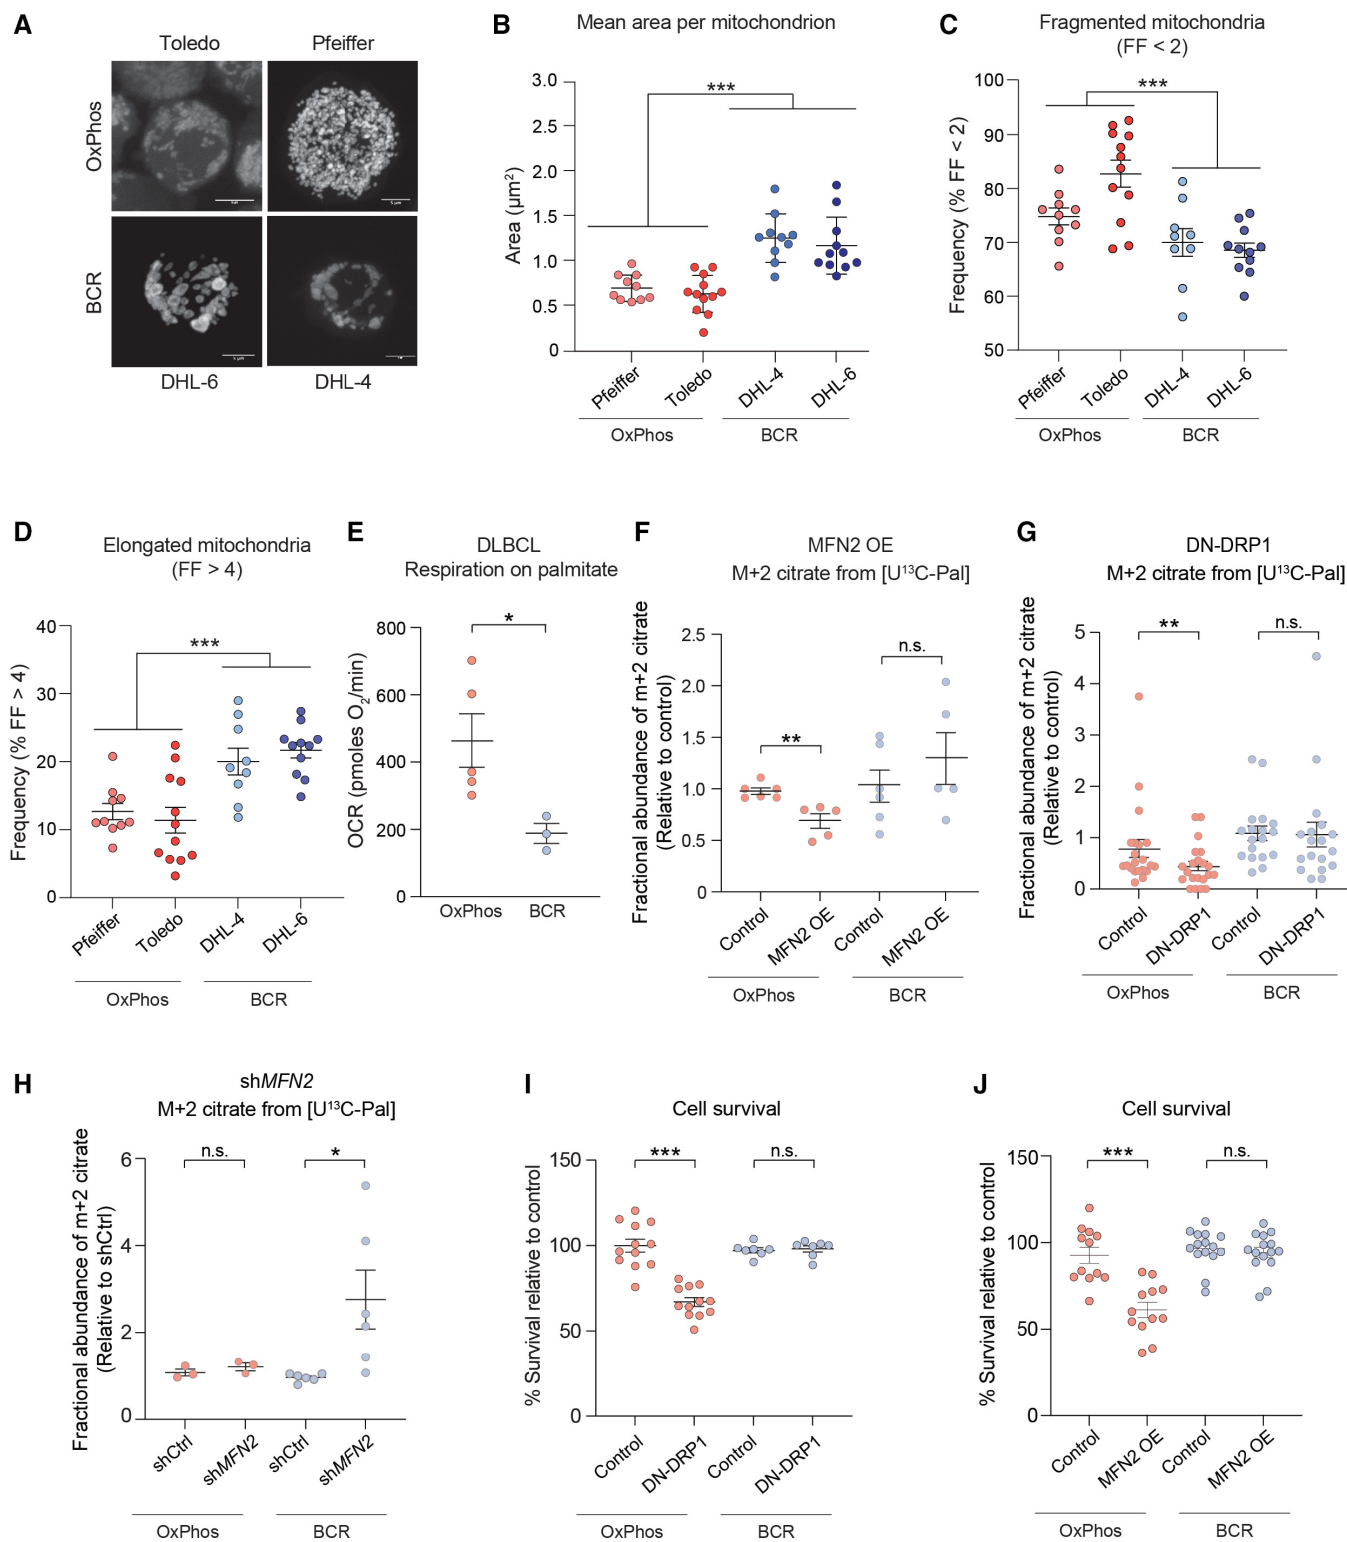 A
Toledo
Pfeiffer
OxPhos
BCR
5 µm
5 µm
DHL-6
DHL-4
B
Mean area per mitochondrion
***
Area (µm²)
3.0
2.5
2.0
1.5
1.0
0.5
0
Pfeiffer
Toledo
DHL-4
DHL-6
OxPhos
BCR
C
Fragmented mitochondria
(FF < 2)
***
Frequency (% FF < 2)
100
90
80
70
60
50
Pfeiffer
Toledo
DHL-4
DHL-6
OxPhos
BCR
D
Elongated mitochondria
(FF > 4)
***
Frequency (% FF > 4)
40
30
20
10
0
Pfeiffer
Toledo
DHL-4
DHL-6
OxPhos
BCR
E
DLBCL
Respiration on palmitate
*
OCR (pmoles O₂/min)
800
600
400
200
0
OxPhos
BCR
F
MFN2 OE
M+2 citrate from [U¹³C-Pal]
n.s.
**
Fractional abundance of m+2 citrate
(Relative to control)
2.5
2.0
1.5
1.0
0.5
0
Control
MFN2 OE
Control
MFN2 OE
OxPhos
BCR
G
DN-DRP1
M+2 citrate from [U¹³C-Pal]
**
n.s.
Fractional abundance of m+2 citrate
(Relative to control)
5
4
3
2
1
0
Control
DN-DRP1
Control
DN-DRP1
OxPhos
BCR
H
shMFN2
M+2 citrate from [U¹³C-Pal]
n.s.
*
Fractional abundance of m+2 citrate
(Relative to shCtrl)
6
4
2
0
shCtrl
shMFN2
shCtrl
shMFN2
OxPhos
BCR
I
Cell survival
***
n.s.
% Survival relative to control
150
100
50
0
Control
DN-DRP1
Control
DN-DRP1
OxPhos
BCR
J
Cell survival
***
n.s.
% Survival relative to control
150
100
50
0
Control
MFN2 OE
Control
MFN2 OE
OxPhos
BCR